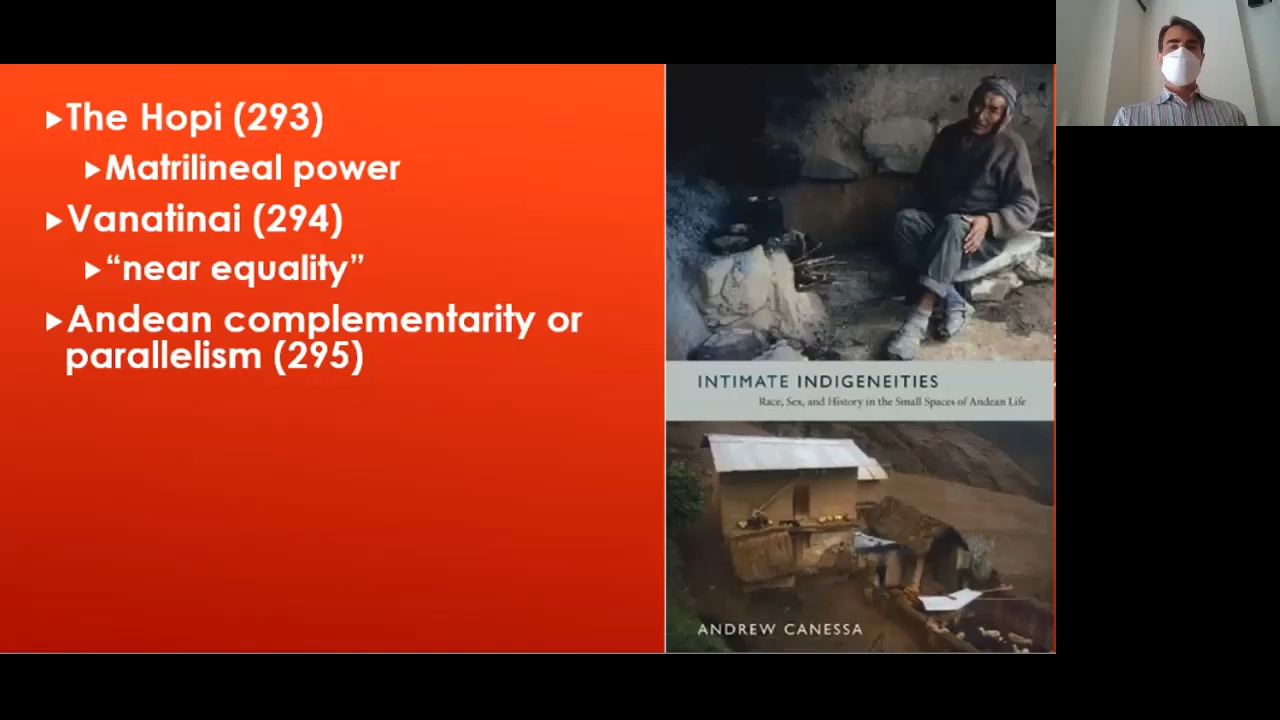 ▸The Hopi (293)
▸Matrilineal power
▸Vanatinai (294)
▸“near equality”
▸Andean complementarity or
parallelism (295)
INTIMATE INDIGENEITIES
Race, Sex, and History in the Small Spaces of Andean Life
ANDREW CANESSA